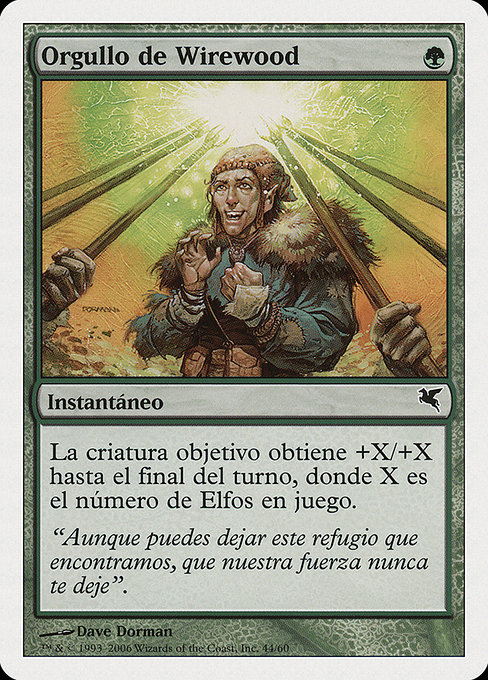 Orgullo de Wirewood
DORMAN
Instantáneo
La criatura objetivo obtiene +X/+X
hasta el final del turno, donde X es
el número de Elfos en juego.
“Aunque puedes dejar este refugio que
encontramos, que nuestra fuerza nunca
te deje”.
Dave Dorman
™ & © 1993–2006 Wizards of the Coast, Inc. 44/60